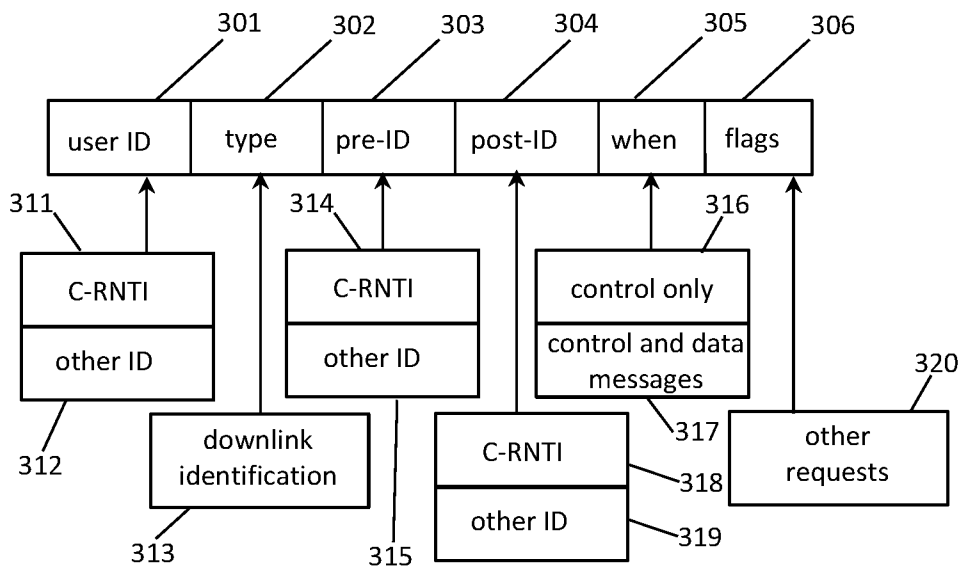 301 302 303 304 305 306
user ID type pre-ID post-ID when flags
311 314 316
C-RNTI C-RNTI control only
other ID other ID control and data
messages
312 315 317
downlink
identification
313
C-RNTI 318
other ID 319
320
other
requests